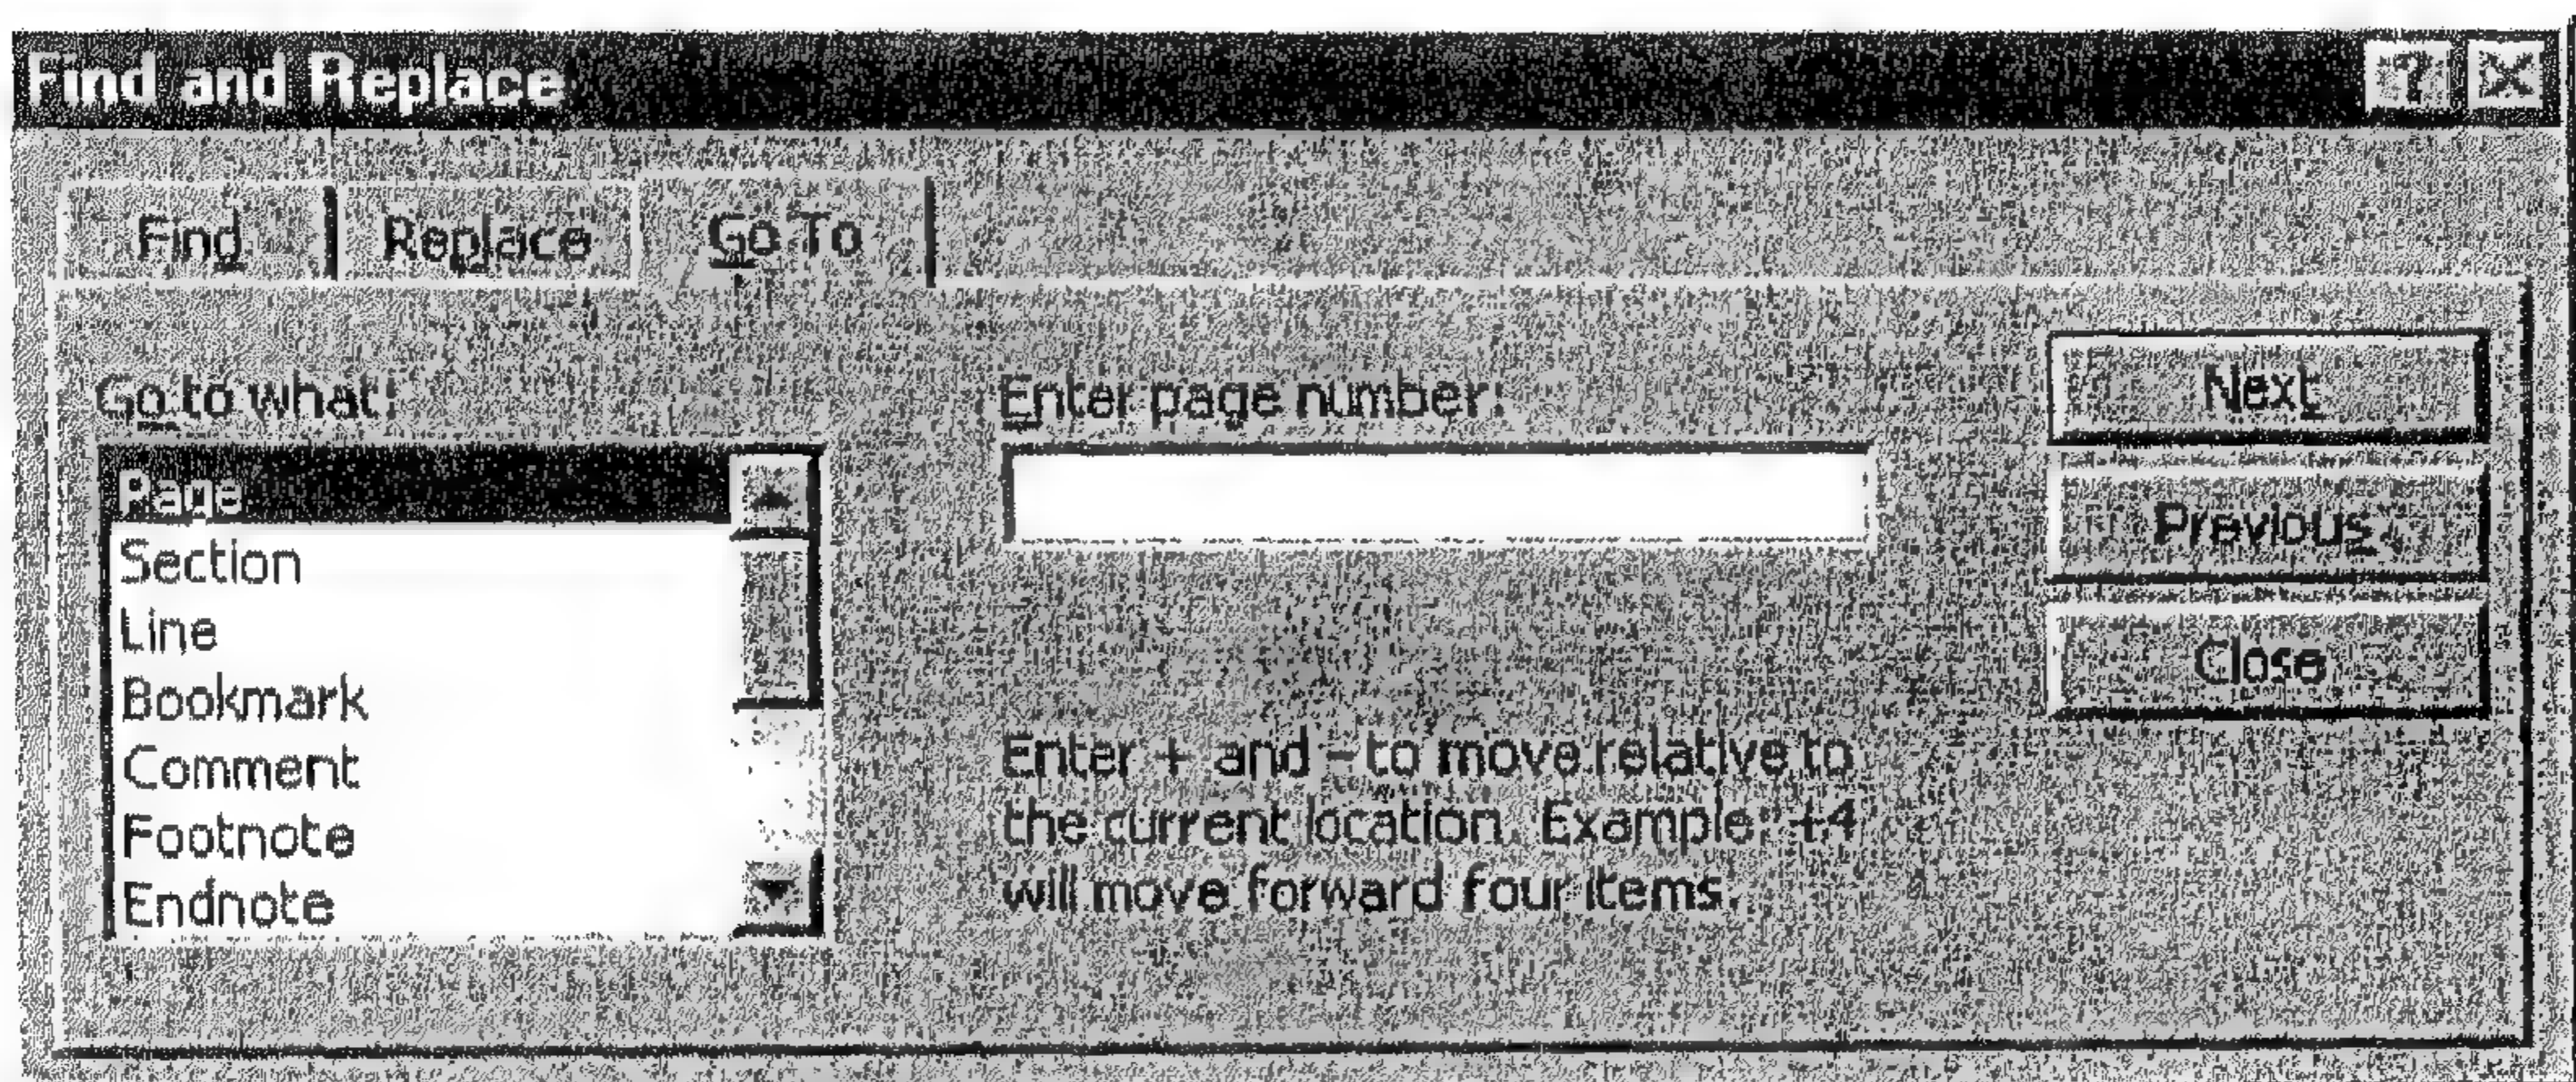 Find and Replace
Find Replace Go To
Go to what:
Enter page number:
Next
Page
Section
Line
Bookmark
Comment
Footnote
Endnote
Previous
Close
Enter + and – to move relative to
the current location. Example: +4
will move forward four items.